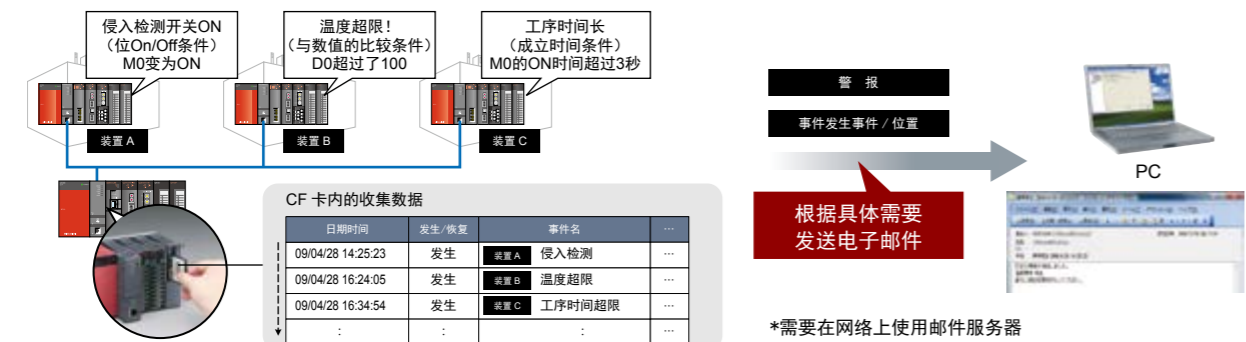 侵入检测开关ON
（位On/Off条件）
M0变为ON
温度超限！
（与数值的比较条件）
D0超过了100
工序时间长
（成立时间条件）
M0的ON时间超过3秒
装置 A
装置 B
装置 C
CF 卡内的收集数据
日期时间 发生/恢复 事件名 …
09/04/28 14:25:23 发生 装置 A 侵入检测 …
09/04/28 16:24:05 发生 装置 B 温度超限 …
09/04/28 16:34:54 发生 装置 C 工序时间超限 …
: : : …
警 报
事件发生事件 / 位置
根据具体需要
发送电子邮件
PC
*需要在网络上使用邮件服务器